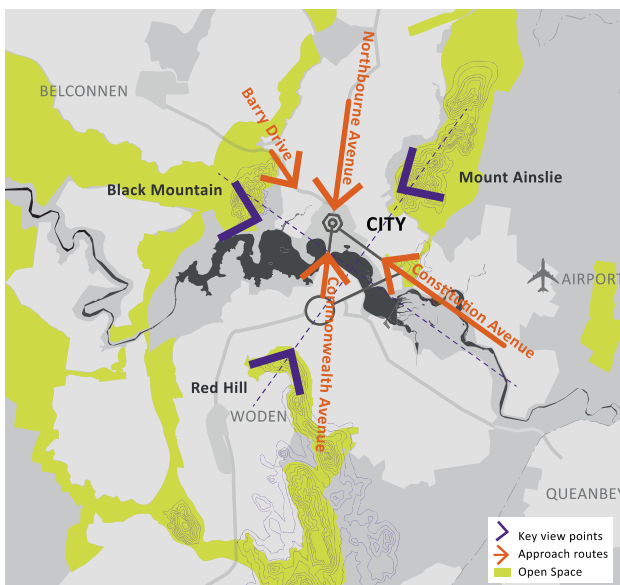 Northbourne Avenue
BELCONNEN
Barry Drive
Mount Ainslie
Black Mountain
CITY
AIRPORT
Constitution Avenue
Commonwealth Avenue
Red Hill
WODEN
QUEANBEY
Key view points
Approach routes
Open Space